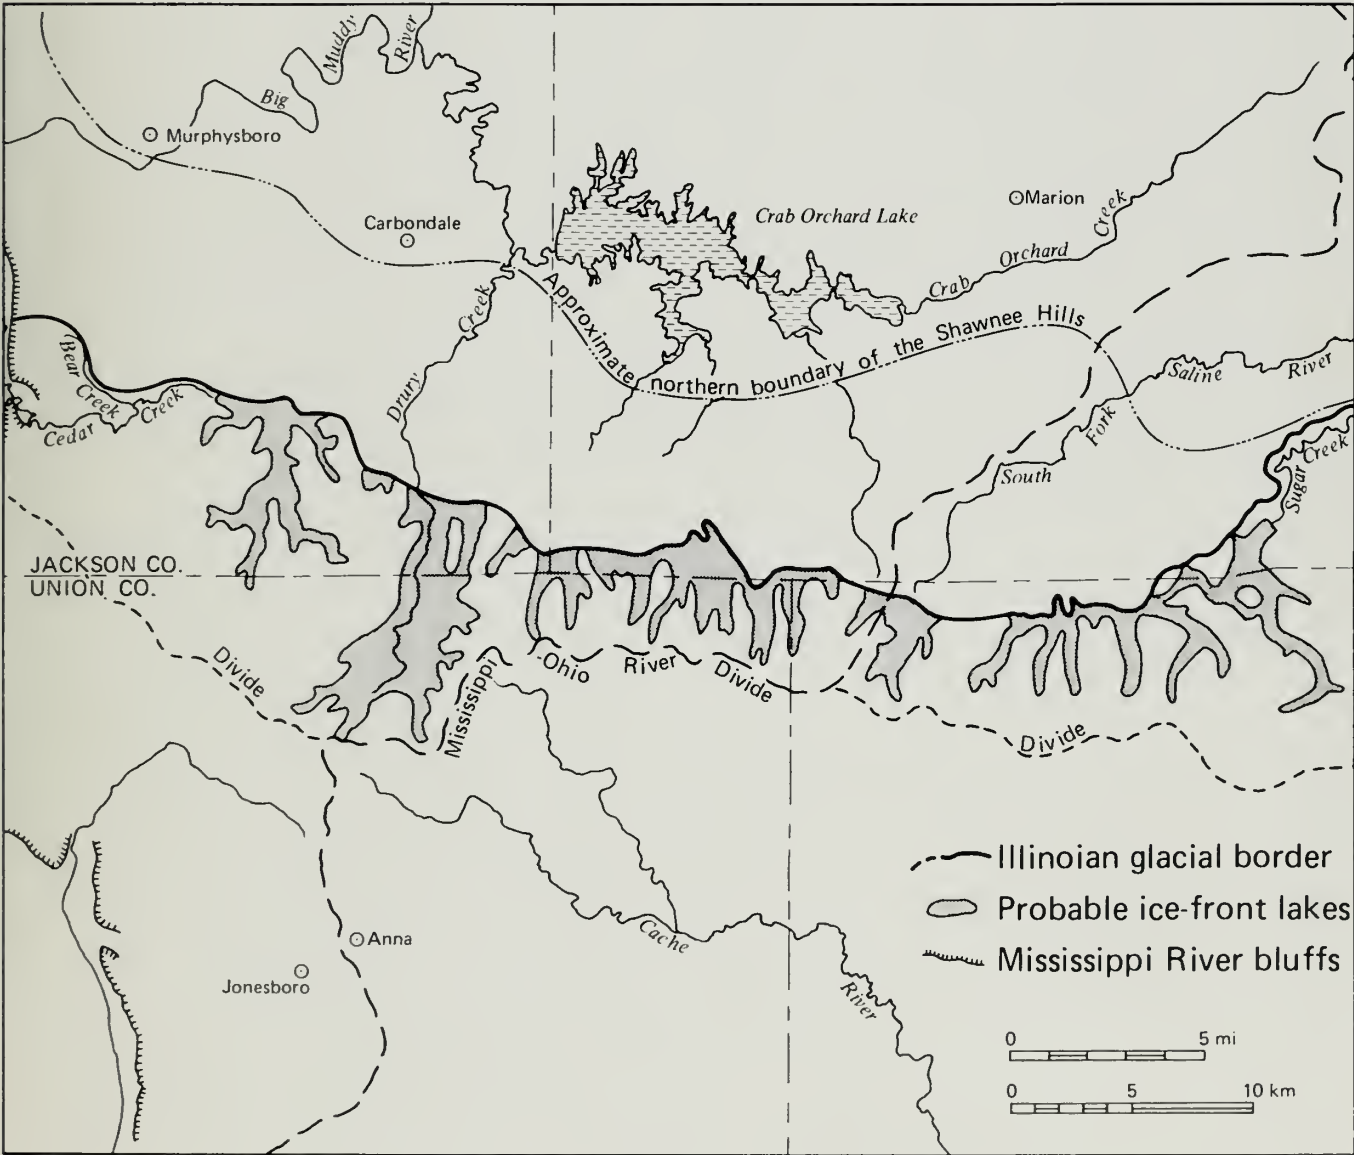 Big Muddy River
Murphysboro
Carbondale
Crab Orchard Lake
Marion
Crab Orchard Creek
Drury Creek
Approximate northern boundary of the Shawnee Hills
Bear Creek
Cedar Creek
South Fork Saline River
Sugar Creek
JACKSON CO.
UNION CO.
Divide
Mississippi -Ohio River Divide
Divide
Illinoian glacial border
Probable ice-front lakes
Mississippi River bluffs
Cache River
Anna
Jonesboro
0 5 mi
0 5 10 km